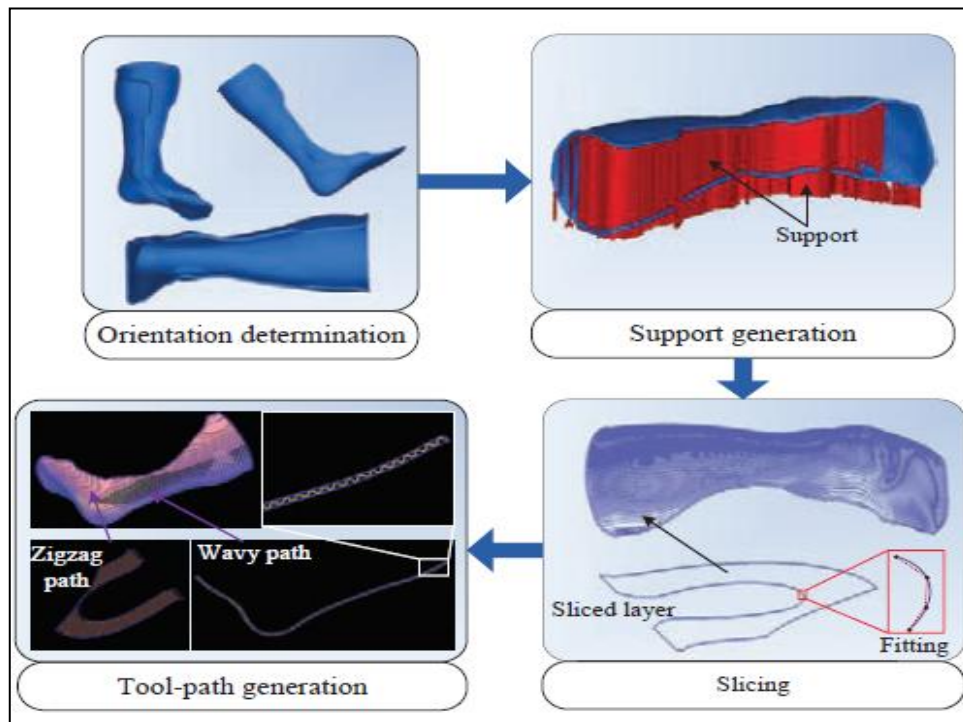 Support
Orientation determination
Support generation
Zigzag
path
Wavy path
Sliced layer
Fitting
Tool-path generation
Slicing